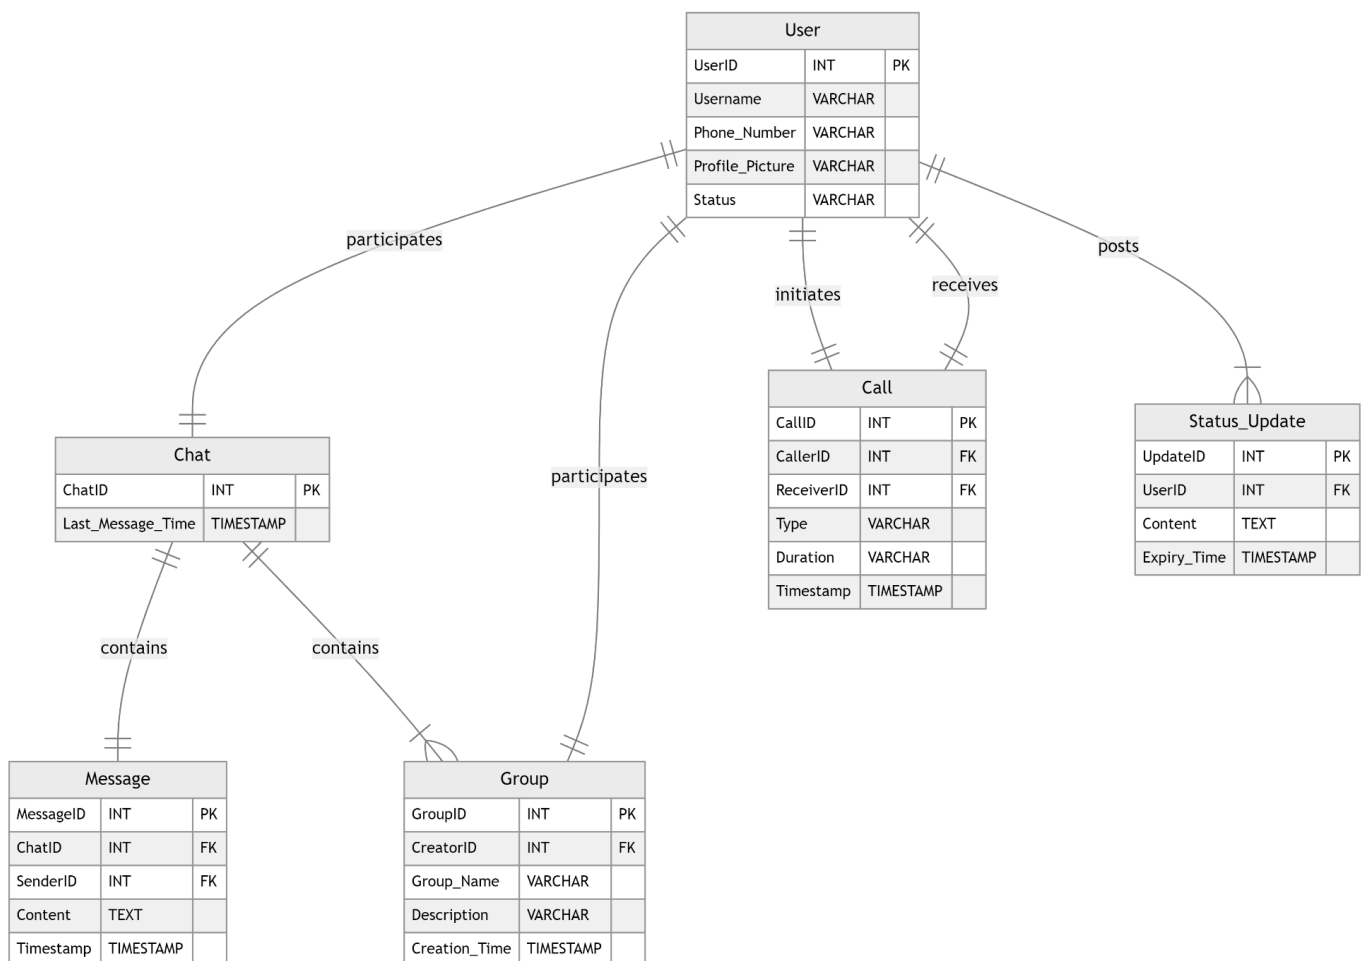 User
UserID INT PK
Username VARCHAR
Phone_Number VARCHAR
Profile_Picture VARCHAR
Status VARCHAR
participates
posts
receives
initiates
Call
CallID INT PK
CallerID INT FK
ReceiverID INT FK
Type VARCHAR
Duration VARCHAR
Timestamp TIMESTAMP
Status_Update
UpdateID INT PK
UserID INT FK
Content TEXT
Expiry_Time TIMESTAMP
Chat
ChatID INT PK
Last_Message_Time TIMESTAMP
participates
contains
contains
Message
MessageID INT PK
ChatID INT FK
SenderID INT FK
Content TEXT
Timestamp TIMESTAMP
Group
GroupID INT PK
CreatorID INT FK
Group_Name VARCHAR
Description VARCHAR
Creation_Time TIMESTAMP